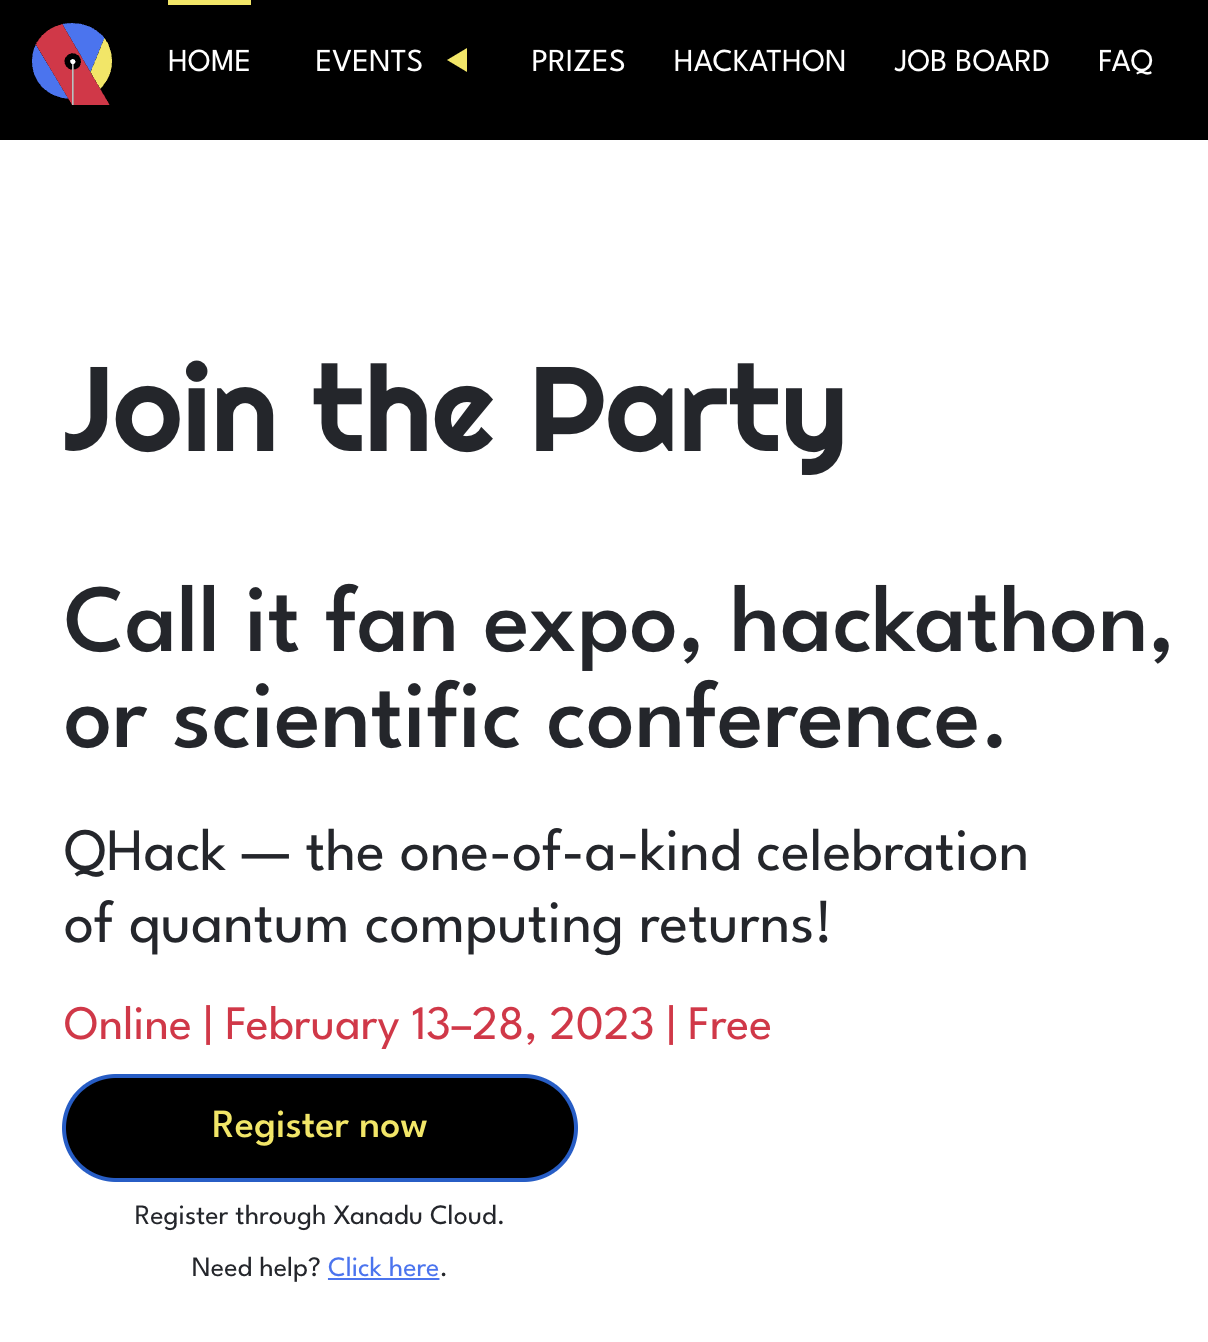 HOME EVENTS PRIZES HACKATHON JOB BOARD FAQ
Join the Party
Call it fan expo, hackathon,
or scientific conference.
QHack — the one-of-a-kind celebration
of quantum computing returns!
Online | February 13–28, 2023 | Free
Register now
Register through Xanadu Cloud.
Need help? Click here.